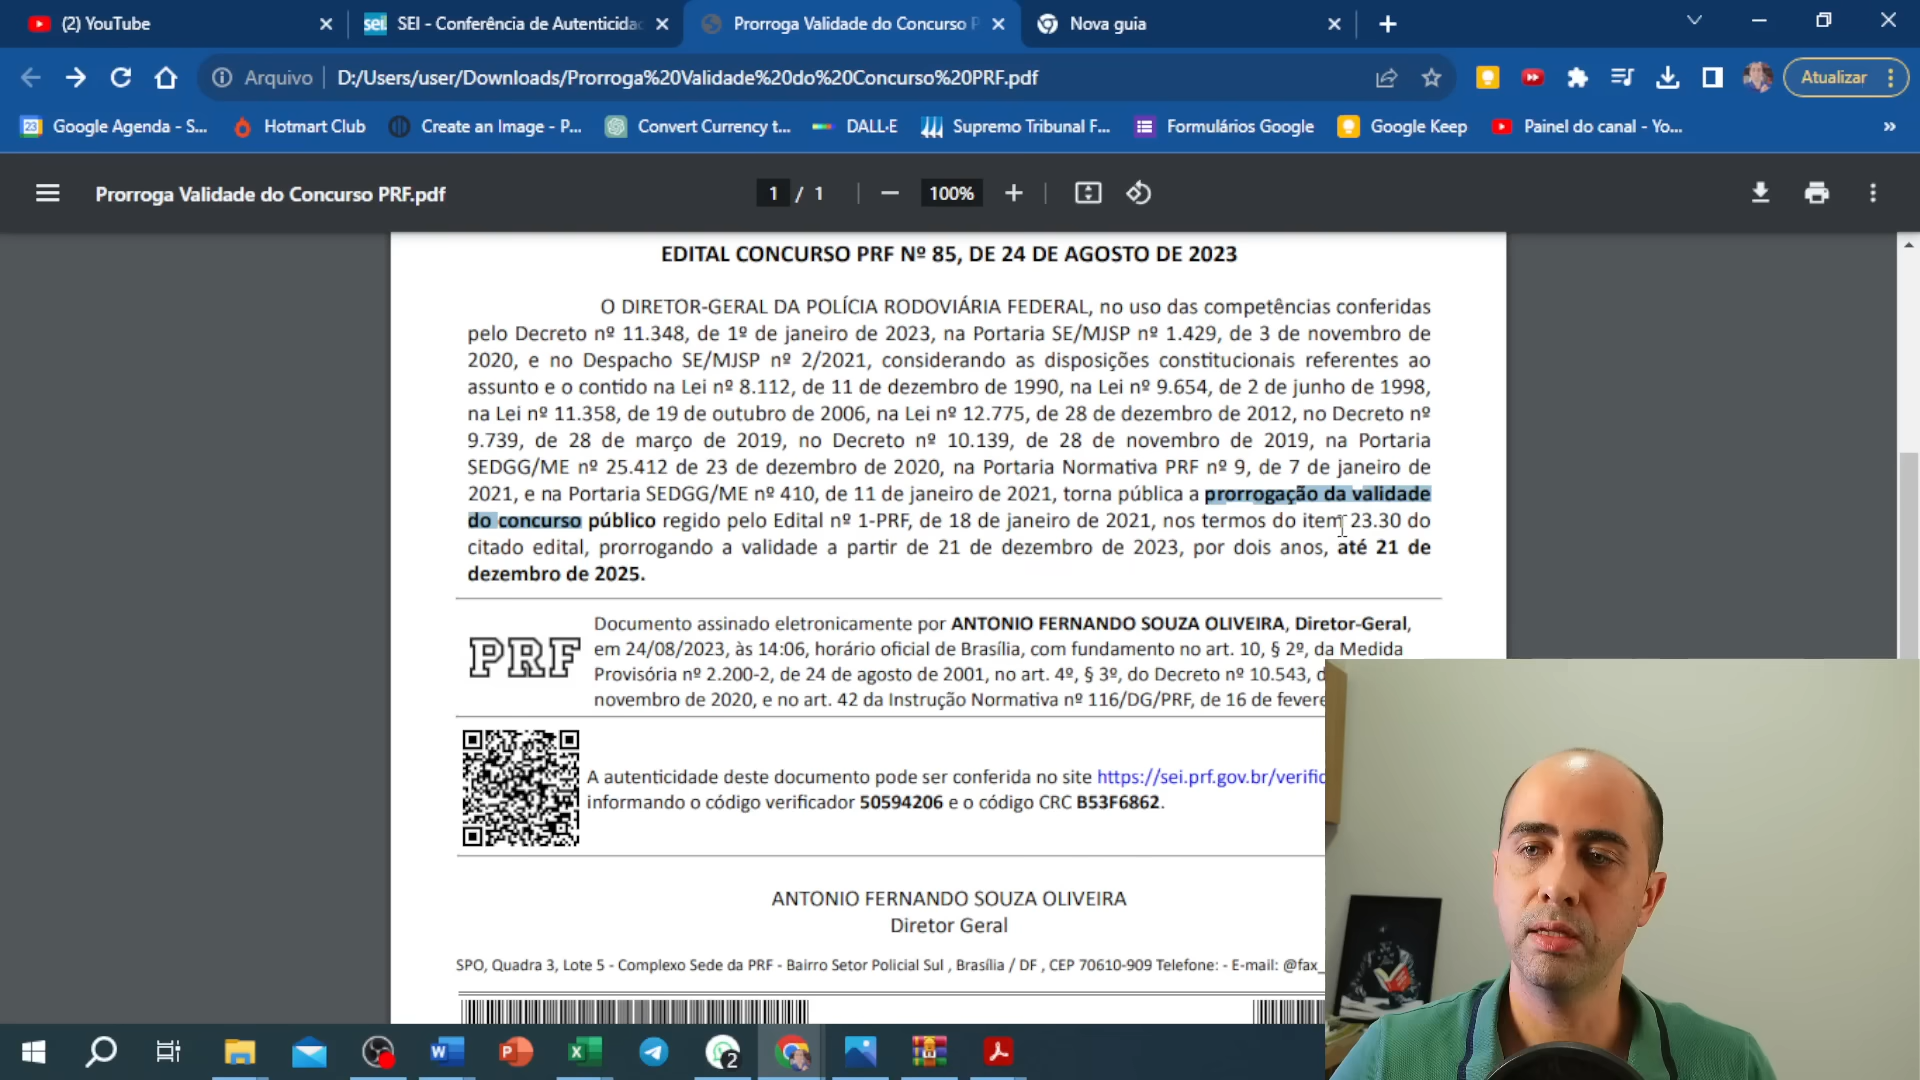 (2) YouTube
SEI - Conferência de Autenticidad
Prorroga Validade do Concurso P
Nova guia
Arquivo
D:/Users/user/Downloads/Prorroga%20Validade%20do%20Concurso%20PRF.pdf
Atualizar
Google Agenda - S...
Hotmart Club
Create an Image - P...
Convert Currency t...
DALL·E
Supremo Tribunal F...
Formulários Google
Google Keep
Painel do canal - Yo...
»
Prorroga Validade do Concurso PRF.pdf
1 / 1
100%
EDITAL CONCURSO PRF Nº 85, DE 24 DE AGOSTO DE 2023
O DIRETOR-GERAL DA POLÍCIA RODOVIÁRIA FEDERAL, no uso das competências conferidas
pelo Decreto nº 11.348, de 1º de janeiro de 2023, na Portaria SE/MJSP nº 1.429, de 3 de novembro de
2020, e no Despacho SE/MJSP nº 2/2021, considerando as disposições constitucionais referentes ao
assunto e o contido na Lei nº 8.112, de 11 de dezembro de 1990, na Lei nº 9.654, de 2 de junho de 1998,
na Lei nº 11.358, de 19 de outubro de 2006, na Lei nº 12.775, de 28 de dezembro de 2012, no Decreto nº
9.739, de 28 de março de 2019, no Decreto nº 10.139, de 28 de novembro de 2019, na Portaria
SEDGG/ME nº 25.412 de 23 de dezembro de 2020, na Portaria Normativa PRF nº 9, de 7 de janeiro de
2021, e na Portaria SEDGG/ME nº 410, de 11 de janeiro de 2021, torna pública a prorrogação da validade
do concurso público regido pelo Edital nº 1-PRF, de 18 de janeiro de 2021, nos termos do item 23.30 do
citado edital, prorrogando a validade a partir de 21 de dezembro de 2023, por dois anos, até 21 de
dezembro de 2025.
PRF
Documento assinado eletronicamente por ANTONIO FERNANDO SOUZA OLIVEIRA, Diretor-Geral,
em 24/08/2023, às 14:06, horário oficial de Brasília, com fundamento no art. 10, § 2º, da Medida
Provisória nº 2.200-2, de 24 de agosto de 2001, no art. 4º, § 3º, do Decreto nº 10.543, d
novembro de 2020, e no art. 42 da Instrução Normativa nº 116/DG/PRF, de 16 de fevere
A autenticidade deste documento pode ser conferida no site https://sei.prf.gov.br/verific
informando o código verificador 50594206 e o código CRC B53F6862.
ANTONIO FERNANDO SOUZA OLIVEIRA
Diretor Geral
SPO, Quadra 3, Lote 5 - Complexo Sede da PRF - Bairro Setor Policial Sul , Brasília / DF , CEP 70610-909 Telefone: - E-mail: @fax_
2